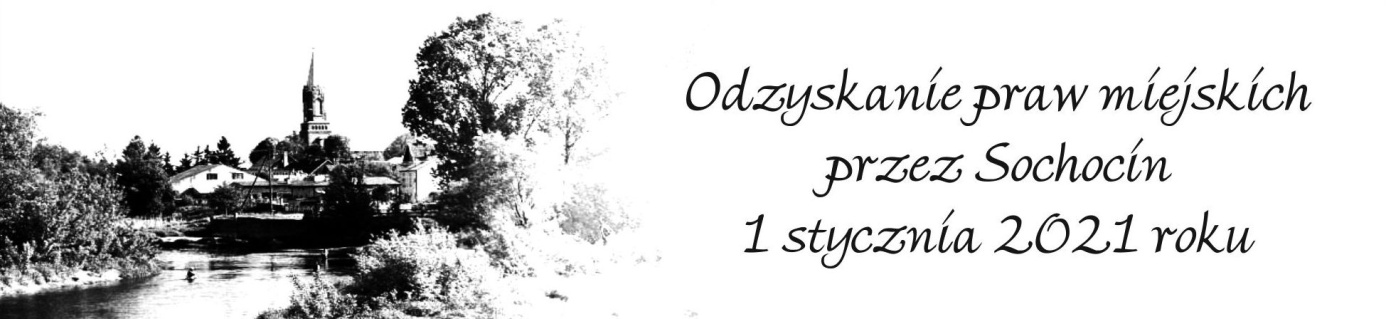 Odzyskanie praw miejskich
przez Sochocin
1 stycznia 2021 roku